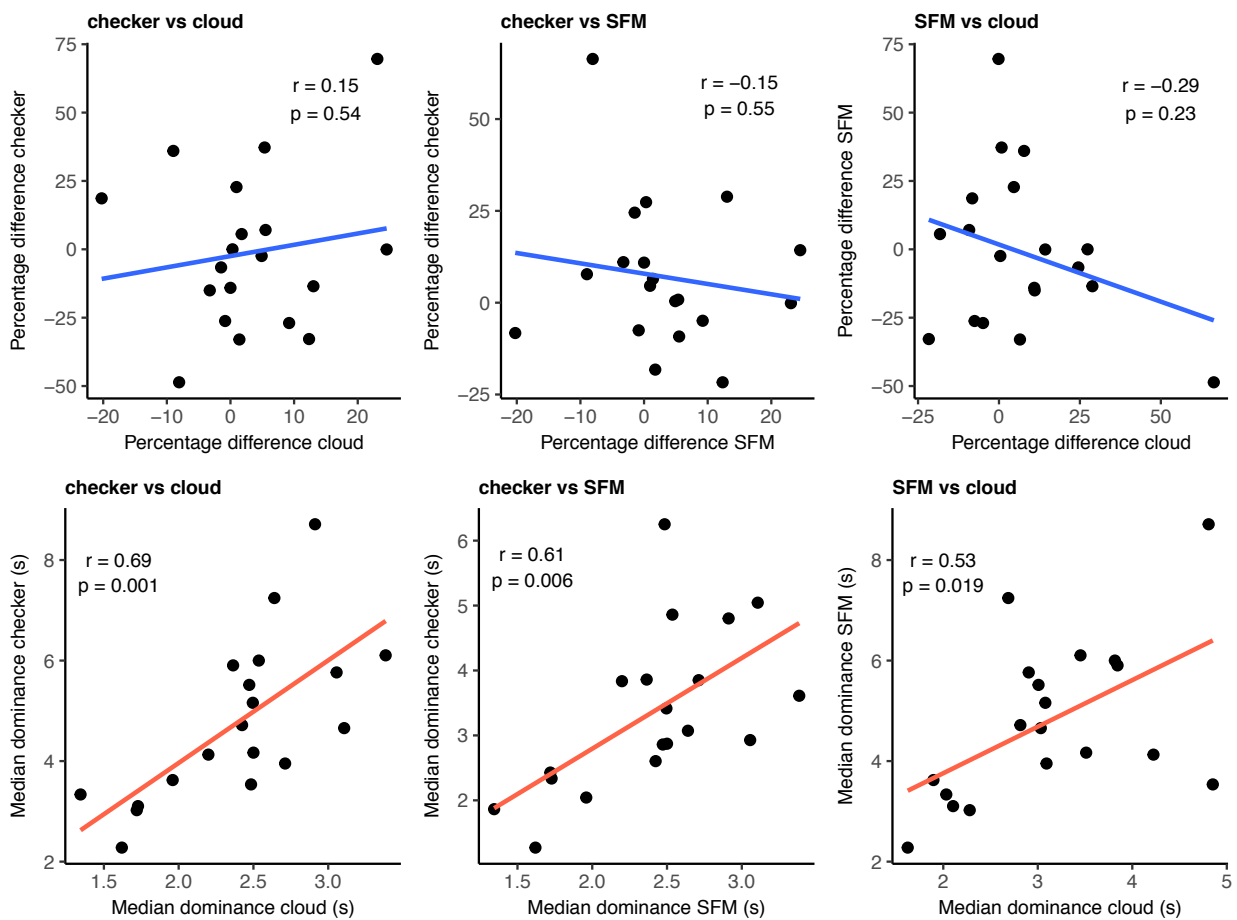 checker vs cloud
r = 0.15
p = 0.54
Percentage difference checker
75
50
25
0
−25
−50
−20
−10
0
10
20
Percentage difference cloud
checker vs SFM
r = −0.15
p = 0.55
Percentage difference checker
50
25
0
−25
−20
−10
0
10
20
Percentage difference SFM
SFM vs cloud
r = −0.29
p = 0.23
Percentage difference SFM
75
50
25
0
−25
−50
−25
0
25
50
Percentage difference cloud
checker vs cloud
r = 0.69
p = 0.001
Median dominance checker (s)
8
6
4
2
1.5
2.0
2.5
3.0
Median dominance cloud (s)
checker vs SFM
r = 0.61
p = 0.006
Median dominance checker (s)
6
5
4
3
2
1.5
2.0
2.5
3.0
Median dominance SFM (s)
SFM vs cloud
r = 0.53
p = 0.019
Median dominance SFM (s)
8
6
4
2
2
3
4
5
Median dominance cloud (s)